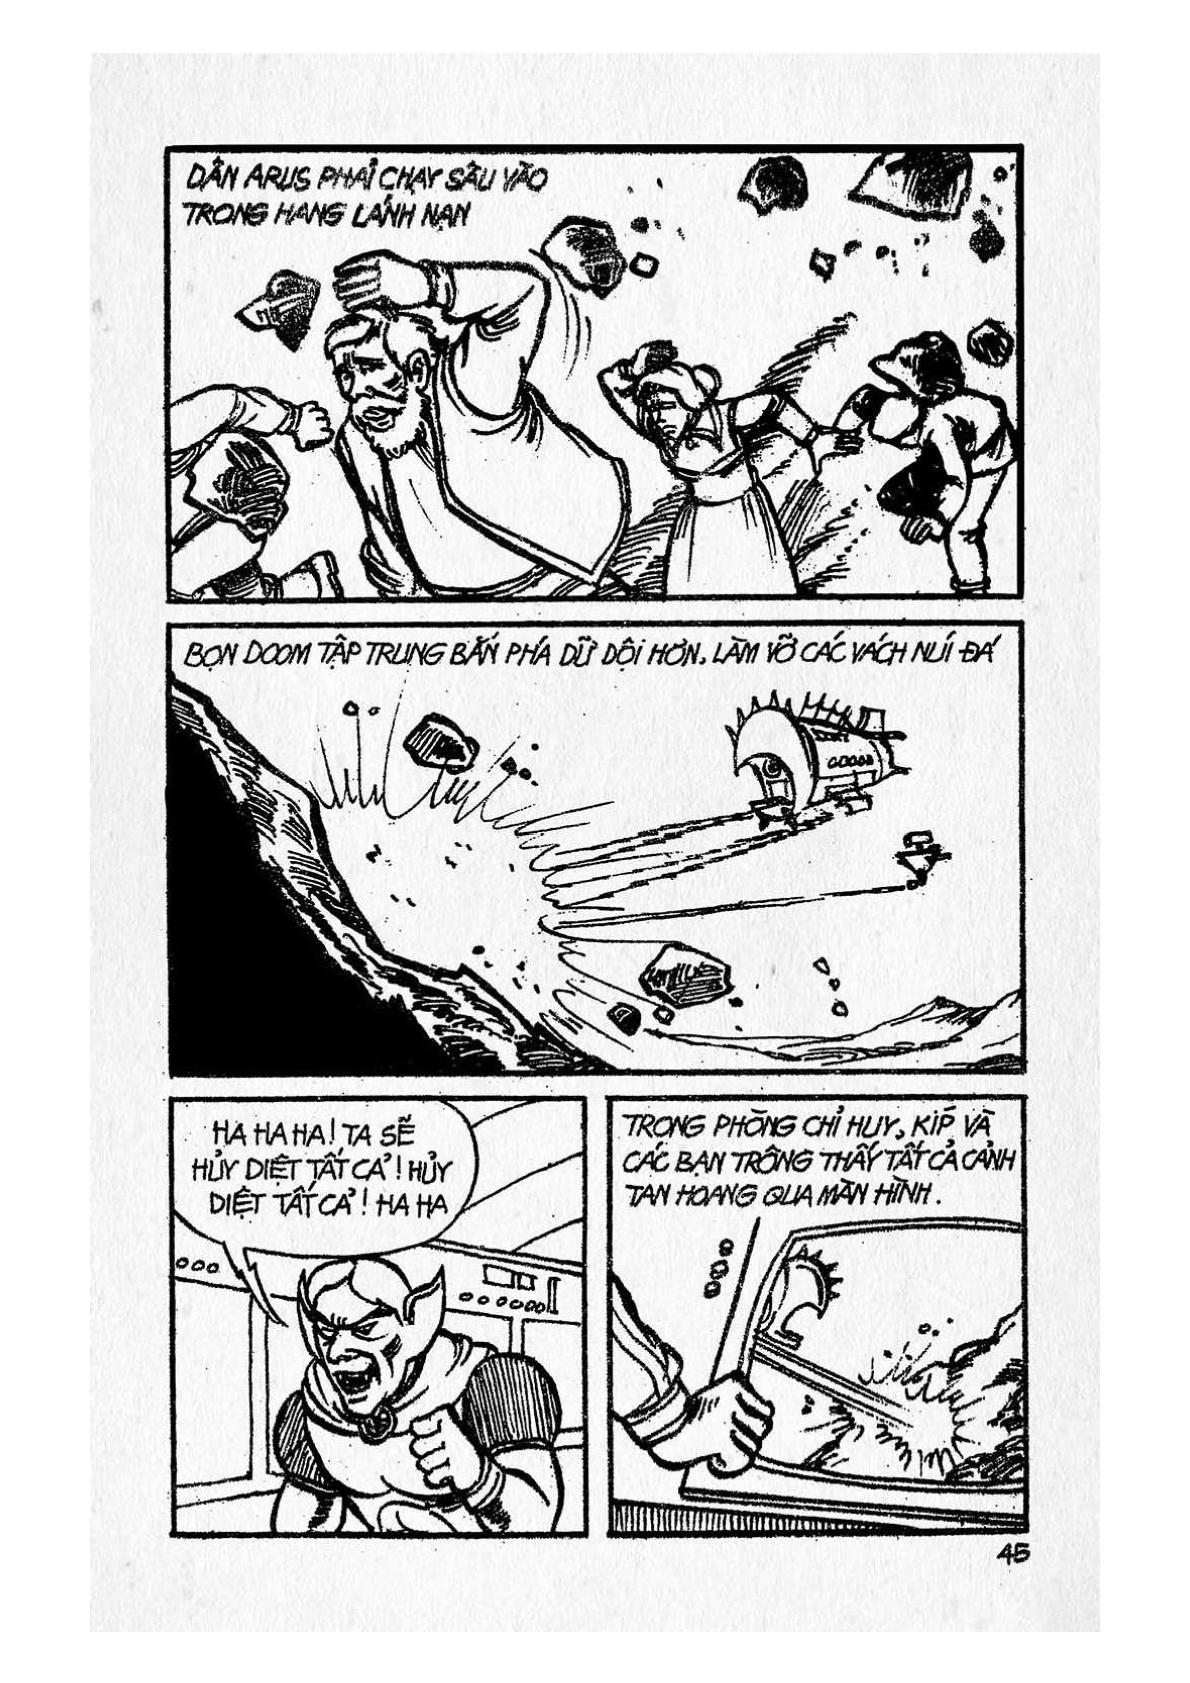 DÂN ARUS PHẢI CHẠY SÂU VÀO
TRONG HANG LÁNH NẠN
BỌN DOOM TẬP TRUNG BẮN PHÁ DỮ DỘI HƠN, LÀM VỠ CÁC VÁCH NÚI ĐÁ
HA HA HA! TA SẼ
HỦY DIỆT TẤT CẢ! HỦY
DIỆT TẤT CẢ! HA HA
TRONG PHÒNG CHỈ HUY, KÍP VÀ
CÁC BẠN TRÔNG THẤY TẤT CẢ CẢNH
TAN HOANG QUA MÀN HÌNH.
45